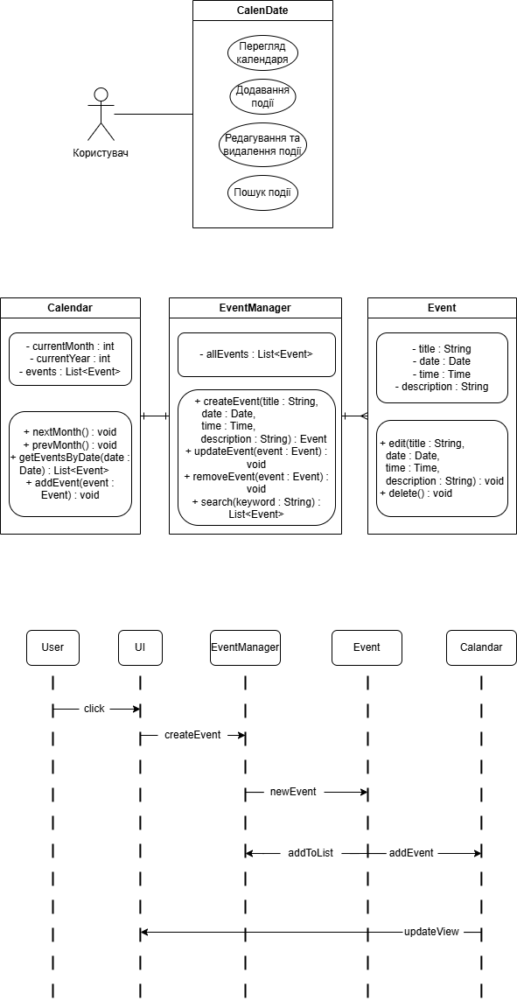 CalenDate
Перегляд
календаря
Додавання
події
Редагування та
видалення події
Пошук події
Користувач
Calendar
- currentMonth : int
- currentYear : int
- events : List<Event>
+ nextMonth() : void
+ prevMonth() : void
+ getEventsByDate(date :
Date) : List<Event>
+ addEvent(event :
Event) : void
EventManager
- allEvents : List<Event>
+ createEvent(title : String,
date : Date,
time : Time,
description : String) : Event
+ updateEvent(event : Event) :
void
+ removeEvent(event : Event) :
void
+ search(keyword : String) :
List<Event>
Event
- title : String
- date : Date
- time : Time
- description : String
+ edit(title : String,
date : Date,
time : Time,
description : String) : void
+ delete() : void
User
UI
EventManager
Event
Calandar
click
createEvent
newEvent
addToList
addEvent
updateView